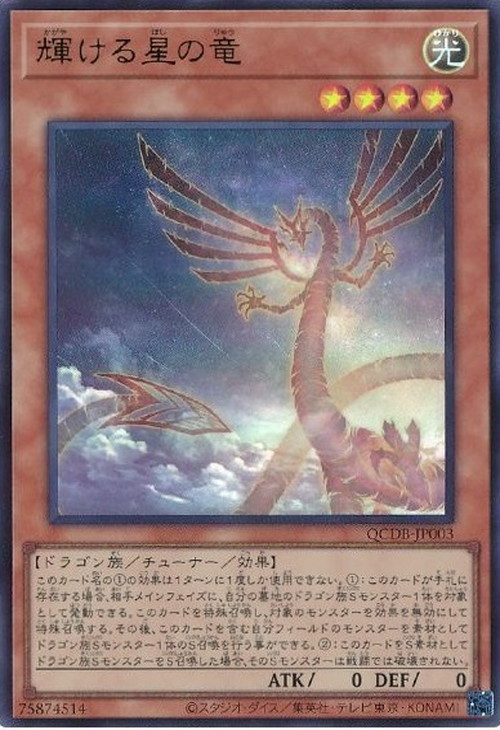 輝ける星の竜
光
QCDB-JP003
【ドラゴン族/チューナー/効果】
このカード名の①の効果は1ターンに1度しか使用できない。①:このカードが手札に
存在する場合、相手メインフェイズに、自分の墓地のドラゴン族Sモンスター1体を対象
として発動できる。このカードを特殊召喚し、対象のモンスターを効果を無効にして
特殊召喚する。その後、このカードを含む自分フィールドのモンスターを素材として
ドラゴン族Sモンスター1体のS召喚を行う事ができる。②:このカードをS素材として
ドラゴン族SモンスターをS召喚した場合、そのSモンスターは戦闘では破壊されない。
ATK/ 0 DEF/ 0
75874514 ©スタジオ・ダイス/集英社・テレビ東京・KONAMI